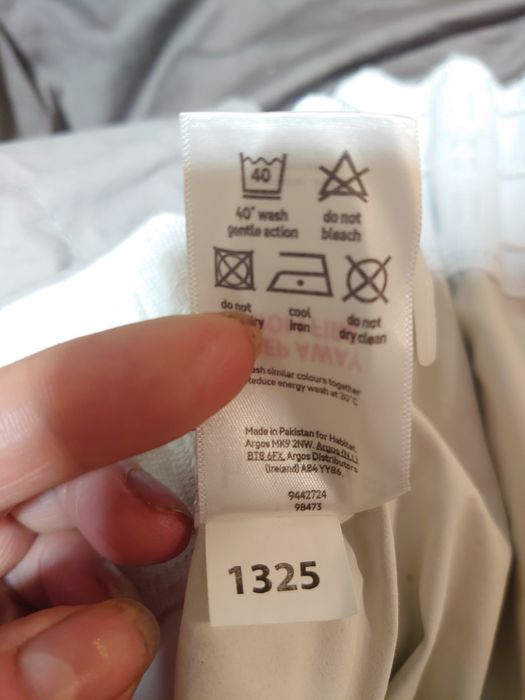 40
40° wash
gentle action
do not
bleach
do not
cool
iron
do not
dry clean
wash similar colours together
reduce energy wash at 30°C
Made in Pakistan for Habitat.
Argos MK9 2NW. Argos (N.I.)
BT8 6FX. Argos Distributors
(Ireland) A84 YY86.
9442724
98473
1325